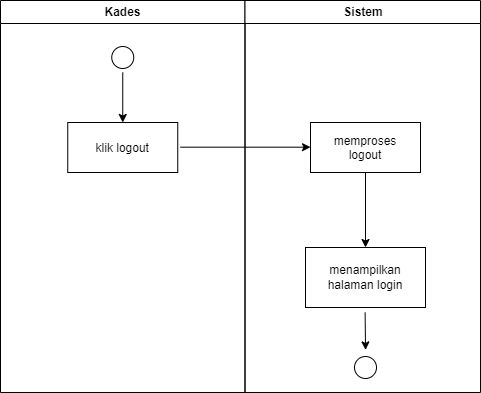 Kades
Sistem
klik logout
memproses
logout
menampilkan
halaman login